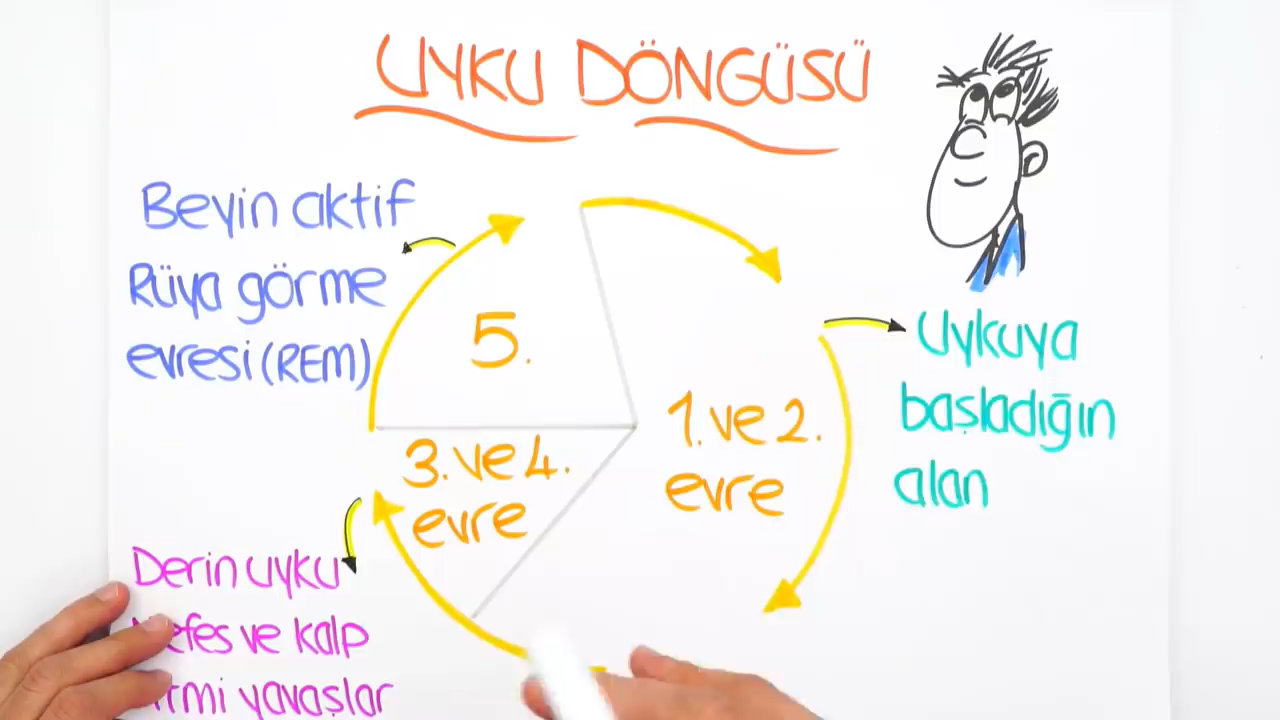 UYKU DÖNGÜSÜ
Beyin aktif
Rüya görme
evresi (REM)
5.
1. ve 2.
evre
Uykuya
başladığın
alan
3. ve 4.
evre
Derin uyku
ve kalp
yavaşlar